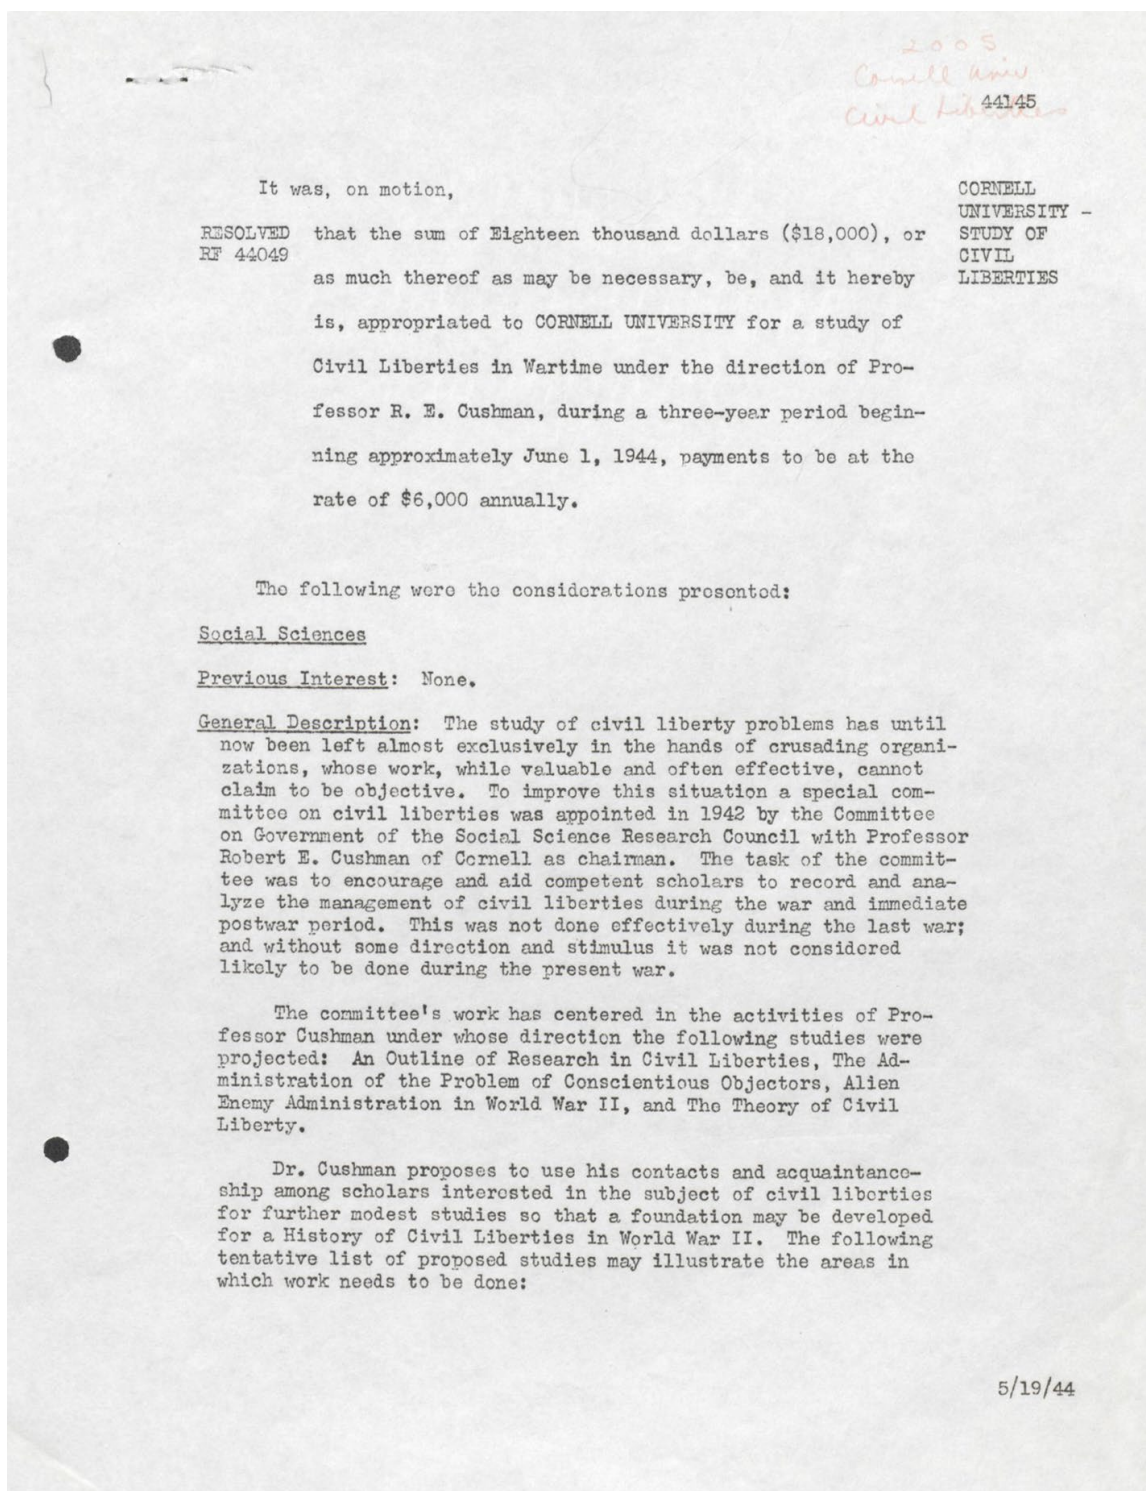 2005
Cornell Univ
44145
Civil Liberties
It was, on motion,
CORNELL
UNIVERSITY -
STUDY OF
CIVIL
LIBERTIES
RESOLVED
RF 44049
that the sum of Eighteen thousand dollars ($18,000), or
as much thereof as may be necessary, be, and it hereby
is, appropriated to CORNELL UNIVERSITY for a study of
Civil Liberties in Wartime under the direction of Pro-
fessor R. E. Cushman, during a three-year period begin-
ning approximately June 1, 1944, payments to be at the
rate of $6,000 annually.
The following were the considerations presented:
Social Sciences
Previous Interest: None.
General Description: The study of civil liberty problems has until
now been left almost exclusively in the hands of crusading organi-
zations, whose work, while valuable and often effective, cannot
claim to be objective. To improve this situation a special com-
mittee on civil liberties was appointed in 1942 by the Committee
on Government of the Social Science Research Council with Professor
Robert E. Cushman of Cornell as chairman. The task of the commit-
tee was to encourage and aid competent scholars to record and ana-
lyze the management of civil liberties during the war and immediate
postwar period. This was not done effectively during the last war;
and without some direction and stimulus it was not considered
likely to be done during the present war.
The committee's work has centered in the activities of Pro-
fessor Cushman under whose direction the following studies were
projected: An Outline of Research in Civil Liberties, The Ad-
ministration of the Problem of Conscientious Objectors, Alien
Enemy Administration in World War II, and The Theory of Civil
Liberty.
Dr. Cushman proposes to use his contacts and acquaintance-
ship among scholars interested in the subject of civil liberties
for further modest studies so that a foundation may be developed
for a History of Civil Liberties in World War II. The following
tentative list of proposed studies may illustrate the areas in
which work needs to be done:
5/19/44